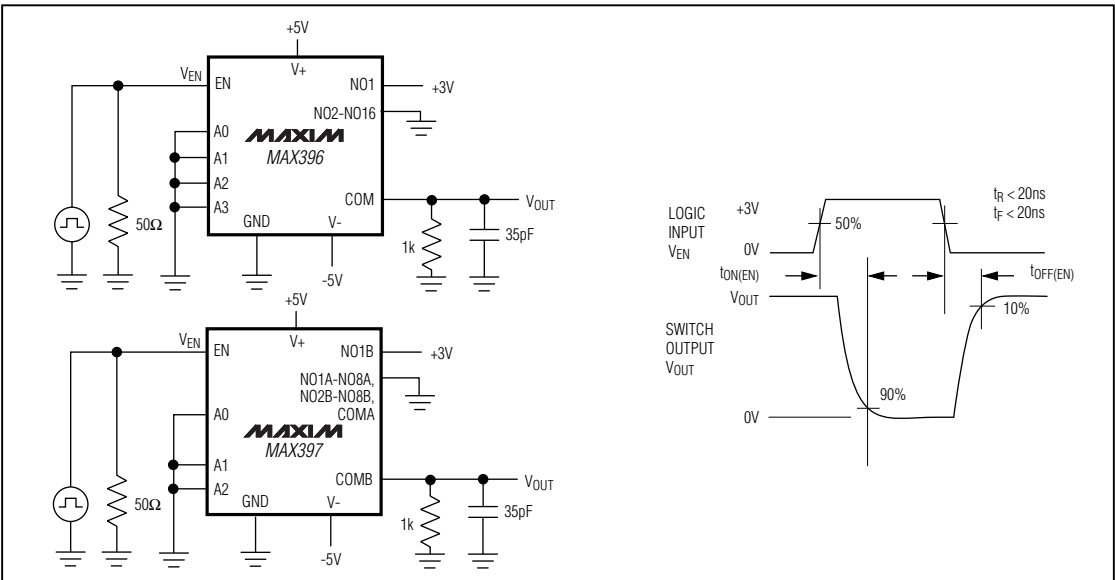 +5V
V+
VEN
EN
NO1
+3V
NO2-NO16
A0
MAXIM
MAX396
A1
A2
A3
COM
VOUT
GND
V-
50Ω
1k
35pF
-5V
+5V
V+
VEN
EN
NO1B
+3V
NO1A-NO8A,
NO2B-NO8B,
COMA
A0
MAXIM
MAX397
A1
A2
COMB
VOUT
GND
V-
50Ω
1k
35pF
-5V
LOGIC
INPUT
VEN
+3V
50%
0V
tR < 20ns
tF < 20ns
tON(EN)
tOFF(EN)
VOUT
10%
SWITCH
OUTPUT
VOUT
90%
0V